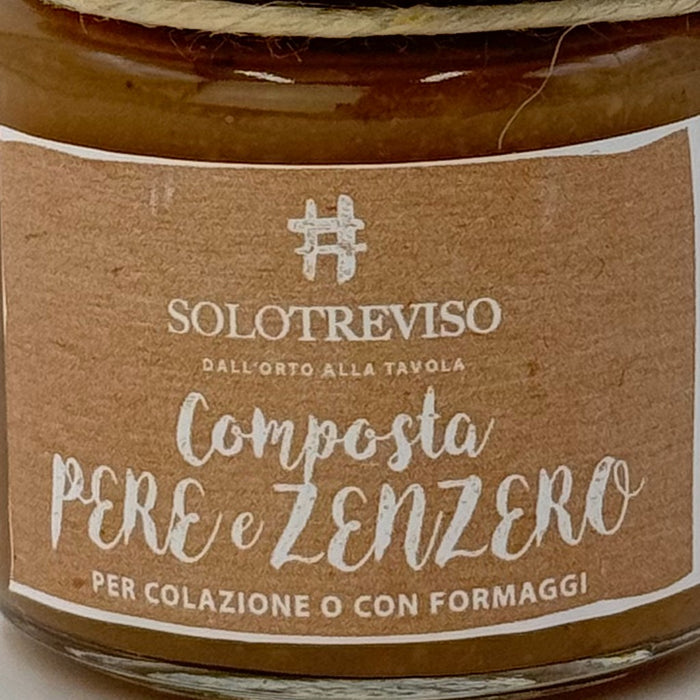 #
SOLOTREVISO
DALL'ORTO ALLA TAVOLA
Composta
PERE e ZENZERO
PER COLAZIONE O CON FORMAGGI